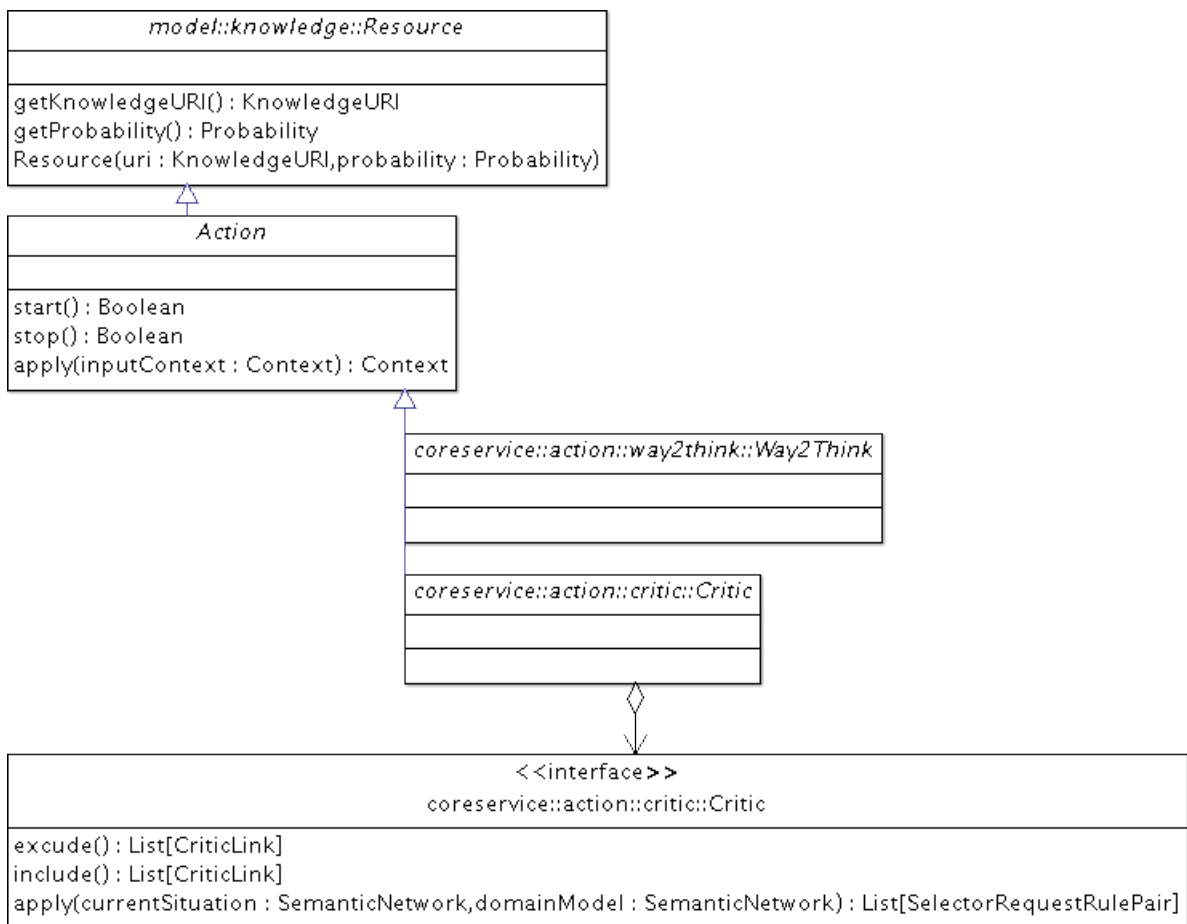 model::knowledge::Resource
getKnowledgeURI() : KnowledgeURI
getProbability() : Probability
Resource(uri : KnowledgeURI,probability : Probability)
Action
start() : Boolean
stop() : Boolean
apply(inputContext : Context) : Context
coreservice::action::way2think::Way2Think
coreservice::action::critic::Critic
<<interface>>
coreservice::action::critic::Critic
excude() : List[CriticLink]
include() : List[CriticLink]
apply(currentSituation : SemanticNetwork,domainModel : SemanticNetwork) : List[SelectorRequestRulePair]